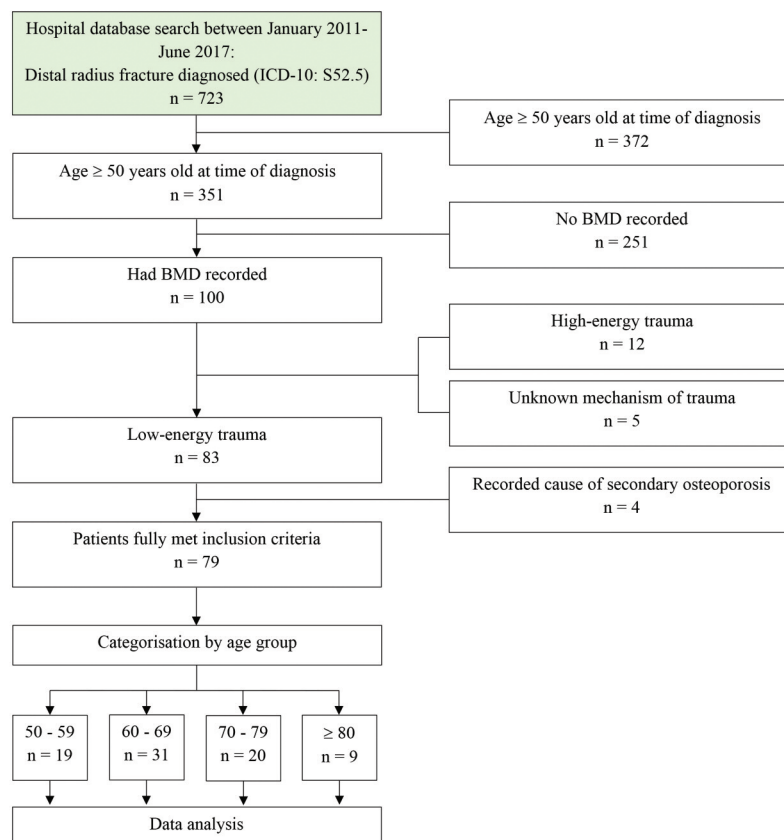 Hospital database search between January 2011-
June 2017:
Distal radius fracture diagnosed (ICD-10: S52.5)
n = 723
Age ≥ 50 years old at time of diagnosis
n = 372
Age ≥ 50 years old at time of diagnosis
n = 351
No BMD recorded
n = 251
Had BMD recorded
n = 100
High-energy trauma
n = 12
Unknown mechanism of trauma
n = 5
Low-energy trauma
n = 83
Recorded cause of secondary osteoporosis
n = 4
Patients fully met inclusion criteria
n = 79
Categorisation by age group
50 - 59
n = 19
60 - 69
n = 31
70 - 79
n = 20
≥ 80
n = 9
Data analysis